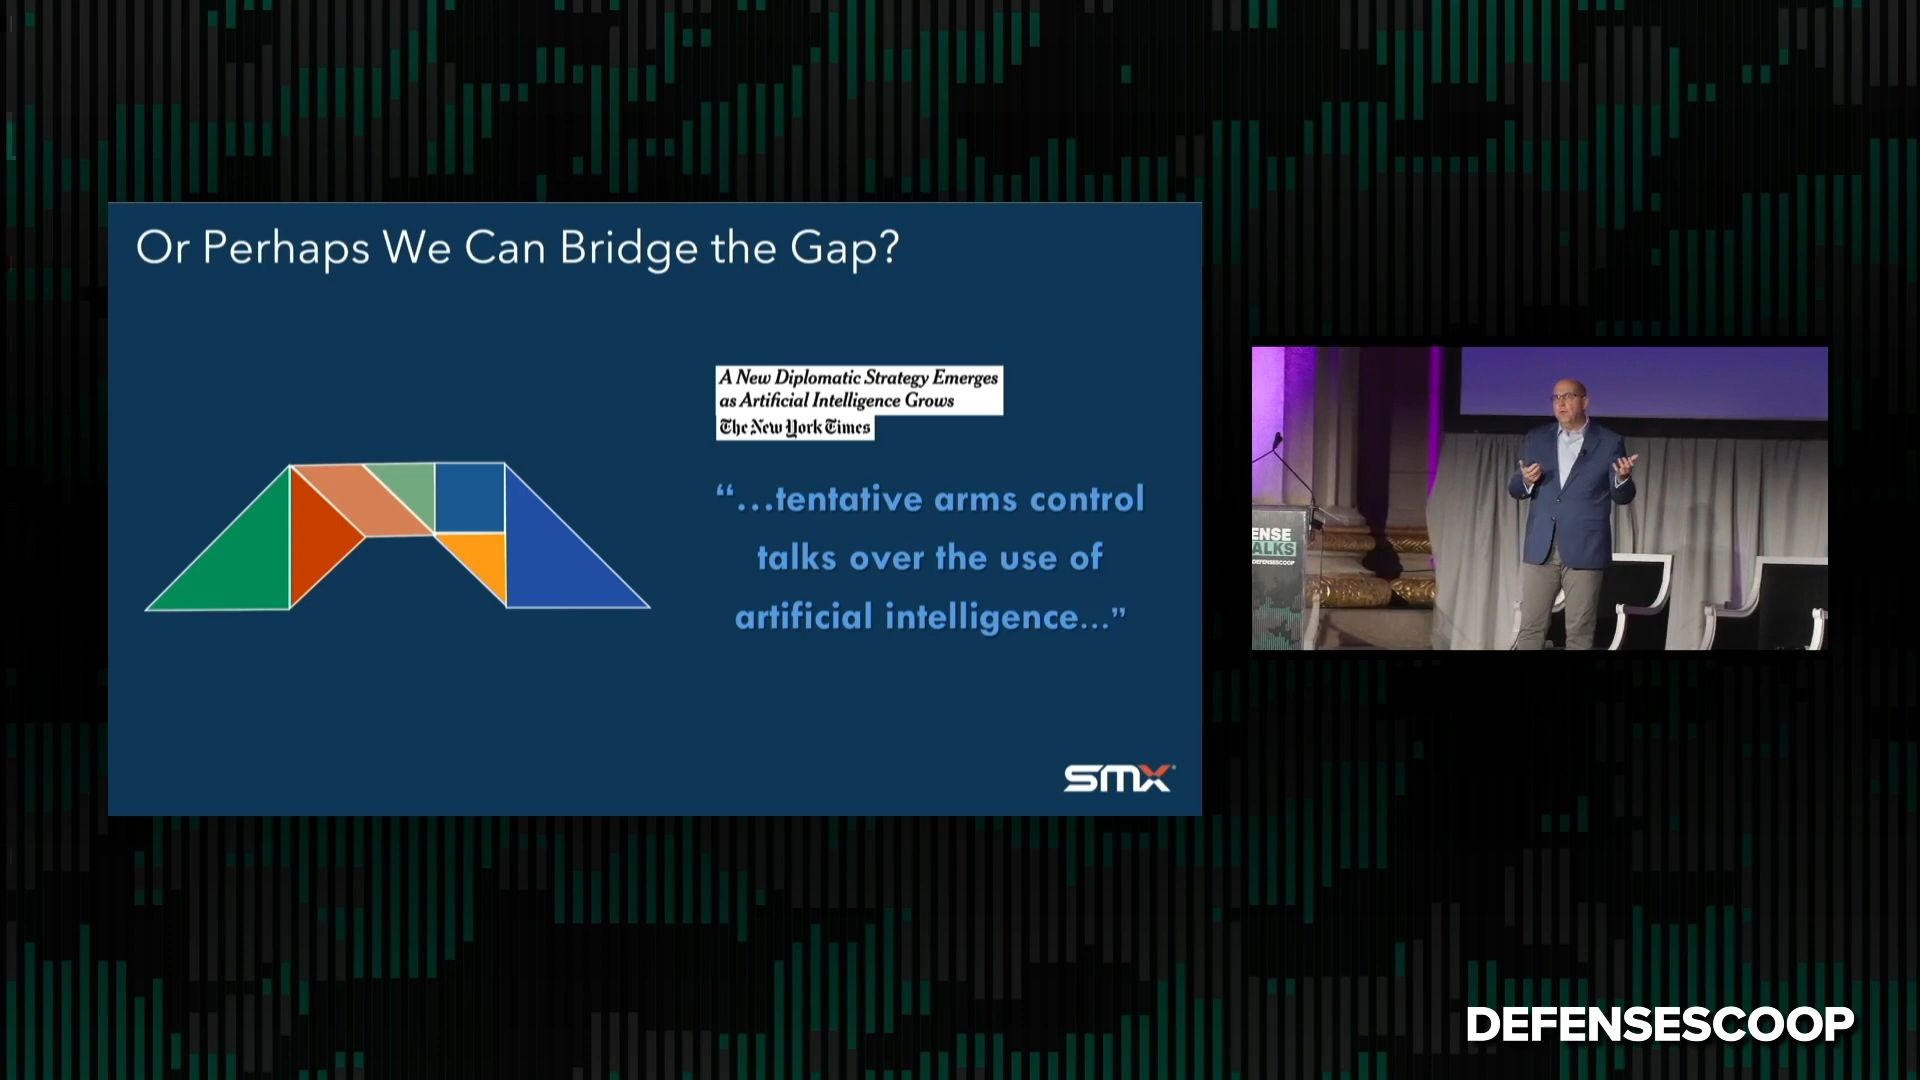 Or Perhaps We Can Bridge the Gap?
A New Diplomatic Strategy Emerges
as Artificial Intelligence Grows
The New York Times
“...tentative arms control
talks over the use of
artificial intelligence...”
smx
ENSE
ALKS
DEFENSESCOOP
DEFENSESCOOP